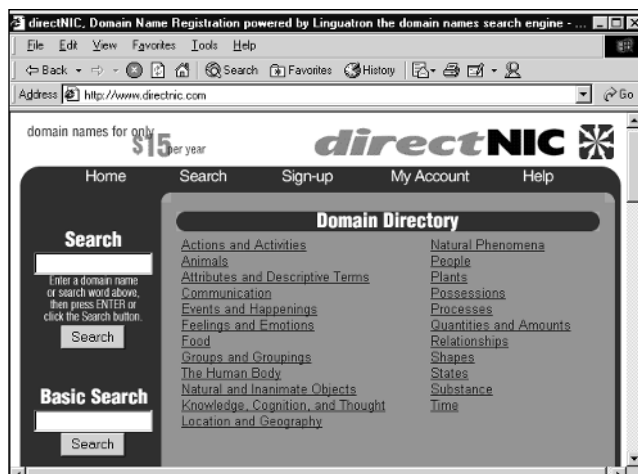 directNIC, Domain Name Registration powered by Linguatron the domain names search engine - ...
File Edit View Favorites Tools Help
Back Search Favorites History
Address http://www.directnic.com Go
domain names for only
$15 per year
directNIC
Home Search Sign-up My Account Help
Domain Directory
Search
Enter a domain name
or search word above,
then press ENTER or
click the Search button.
Search
Basic Search
Search
Actions and Activities
Animals
Attributes and Descriptive Terms
Communication
Events and Happenings
Feelings and Emotions
Food
Groups and Groupings
The Human Body
Natural and Inanimate Objects
Knowledge, Cognition, and Thought
Location and Geography
Natural Phenomena
People
Plants
Possessions
Processes
Quantities and Amounts
Relationships
Shapes
States
Substance
Time